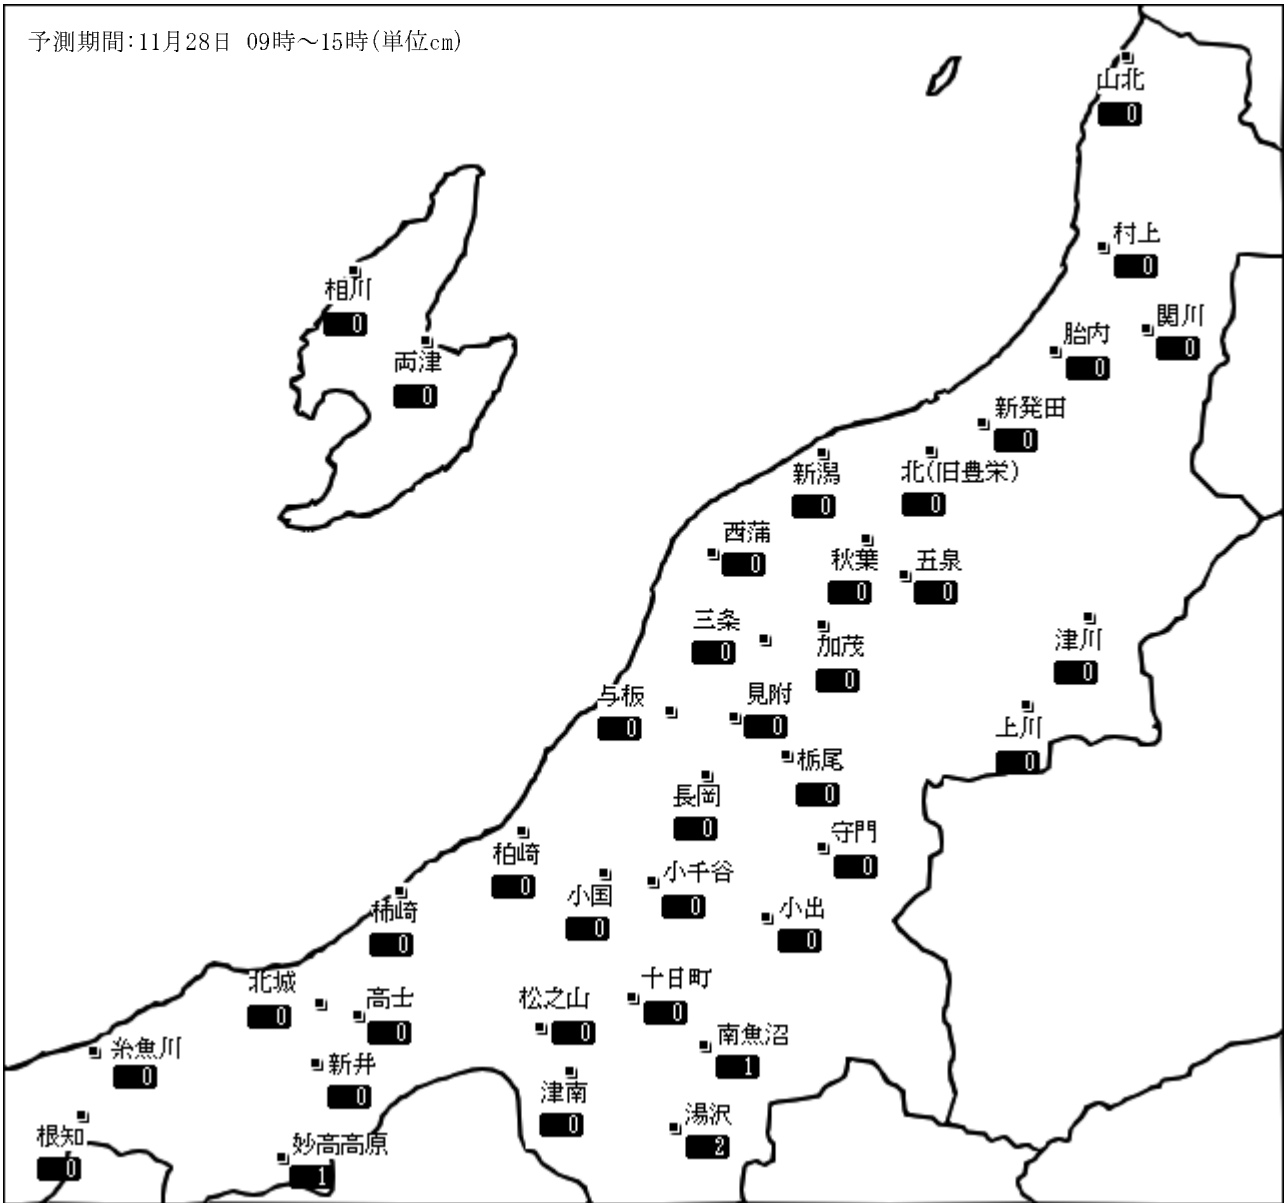 予測期間:11月28日 09時～15時(単位cm)
山北
0
村上
0
相川
0
関川
0
胎内
0
両津
0
新発田
0
新潟
0
北(旧豊栄)
0
西蒲
0
秋葉
0
五泉
0
三条
0
加茂
0
津川
0
与板
0
見附
0
上川
0
栃尾
0
長岡
0
守門
0
柏崎
0
小国
0
小千谷
0
小出
0
柿崎
0
北城
0
高士
0
松之山
0
十日町
0
南魚沼
1
糸魚川
0
新井
0
津南
0
湯沢
2
根知
0
妙高高原
1